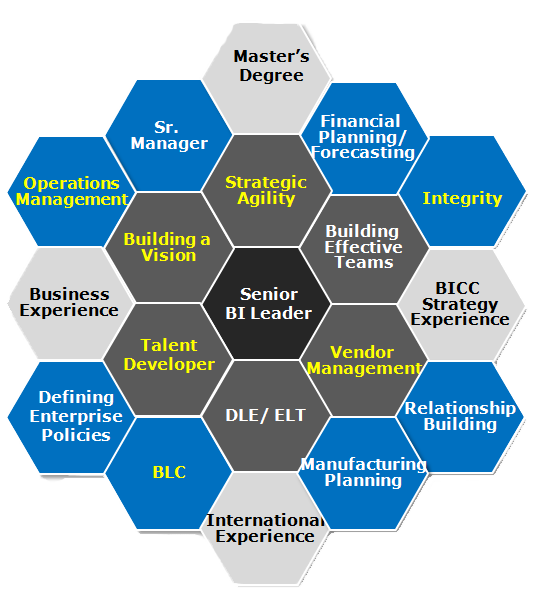 Master's
Degree
Sr.
Manager
Financial
Planning/
Forecasting
Operations
Management
Strategic
Agility
Integrity
Building a
Vision
Building
Effective
Teams
Business
Experience
Senior
BI Leader
BICC
Strategy
Experience
Talent
Developer
Vendor
Management
Defining
Enterprise
Policies
DLE/ ELT
Relationship
Building
BLC
Manufacturing
Planning
International
Experience